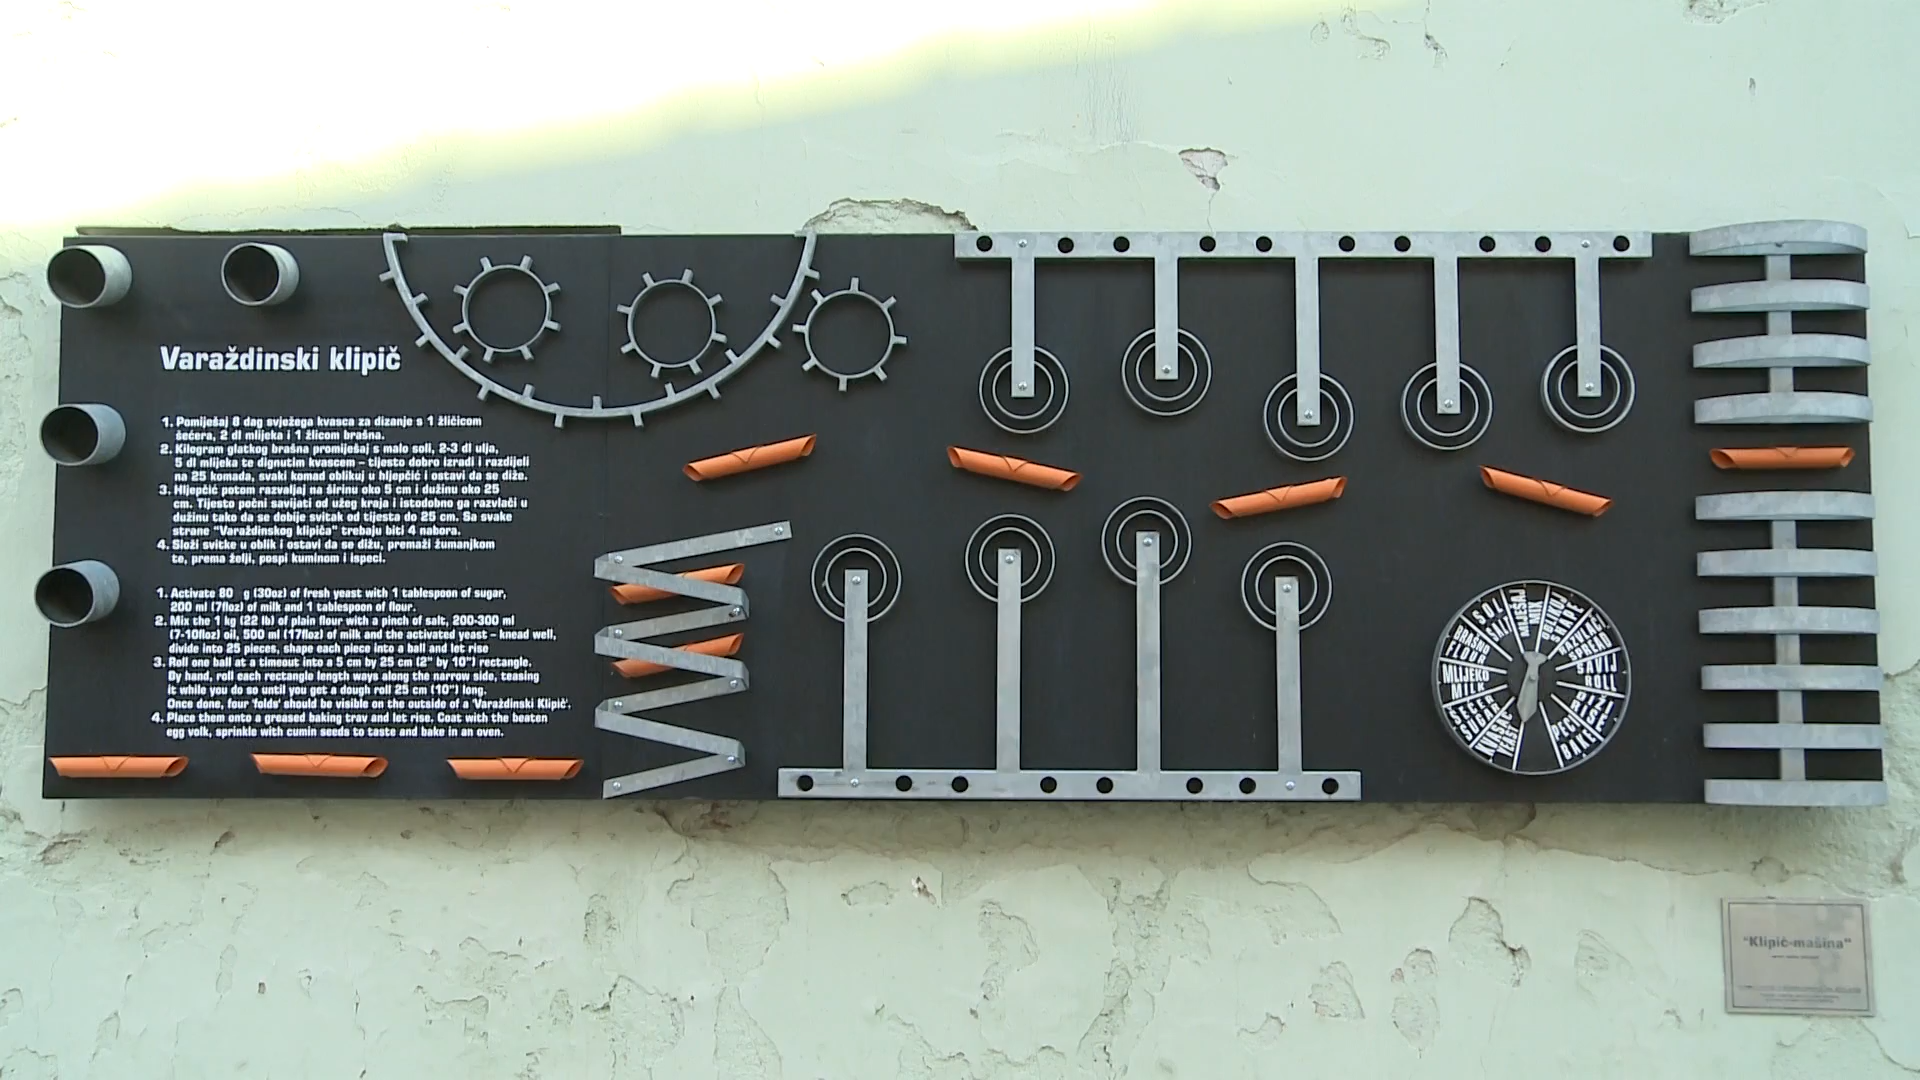 Varaždinski klipič
1. Pomiješaj 8 dag svježega kvasca za dizanje s 1 žličicom
šećera, 2 dl mlijeka i 1 žlicom brašna.
2. Kilogram glatkog brašna promiješaj s malo soli, 2-3 dl ulja,
5 dl mlijeka te dignutim kvascem – tijesto dobro izradi i razdijeli
na 25 komada, svaki komad oblikuj u hljepčić i ostavi da se diže.
3. Hljepčić potom razvaljaj na širinu oko 5 cm i dužinu oko 25
cm. Tijesto počni savijati od užeg kraja i istodobno ga razvlači u
dužinu tako da se dobije svitak od tijesta do 25 cm. Sa svake
strane "Varaždinskog klipiča" trebaju biti 4 nabora.
4. Složi svitke u oblik i ostavi da se dižu, premaži žumanjkom
te, prema želji, pospi kuminom i ispeci.
1. Activate 80 g (30oz) of fresh yeast with 1 tablespoon of sugar,
200 ml (7floz) of milk and 1 tablespoon of flour.
2. Mix the 1 kg (22 lb) of plain flour with a pinch of salt, 200-300 ml
(7-10floz) oil, 500 ml (17floz) of milk and the activated yeast – knead well,
divide into 25 pieces, shape each piece into a ball and let rise
3. Roll one ball at a timeout into a 5 cm by 25 cm (2" by 10") rectangle.
By hand, roll each rectangle length ways along the narrow side, teasing
it while you do so until you get a dough roll 25 cm (10") long.
Once done, four 'folds' should be visible on the outside of a 'Varaždinski Klipič'.
4. Place them onto a greased baking trav and let rise. Coat with the beaten
egg volk, sprinkle with cumin seeds to taste and bake in an oven.
KVASAC
YEAST
ŠEĆER
SUGAR
MLIJEKO
MILK
BRAŠNO
FLOOR
SOL
SALT
MIX
SPREAD
SAVIJ
ROLL
RISE
PECI
BAKE
"Klipič-mašina"